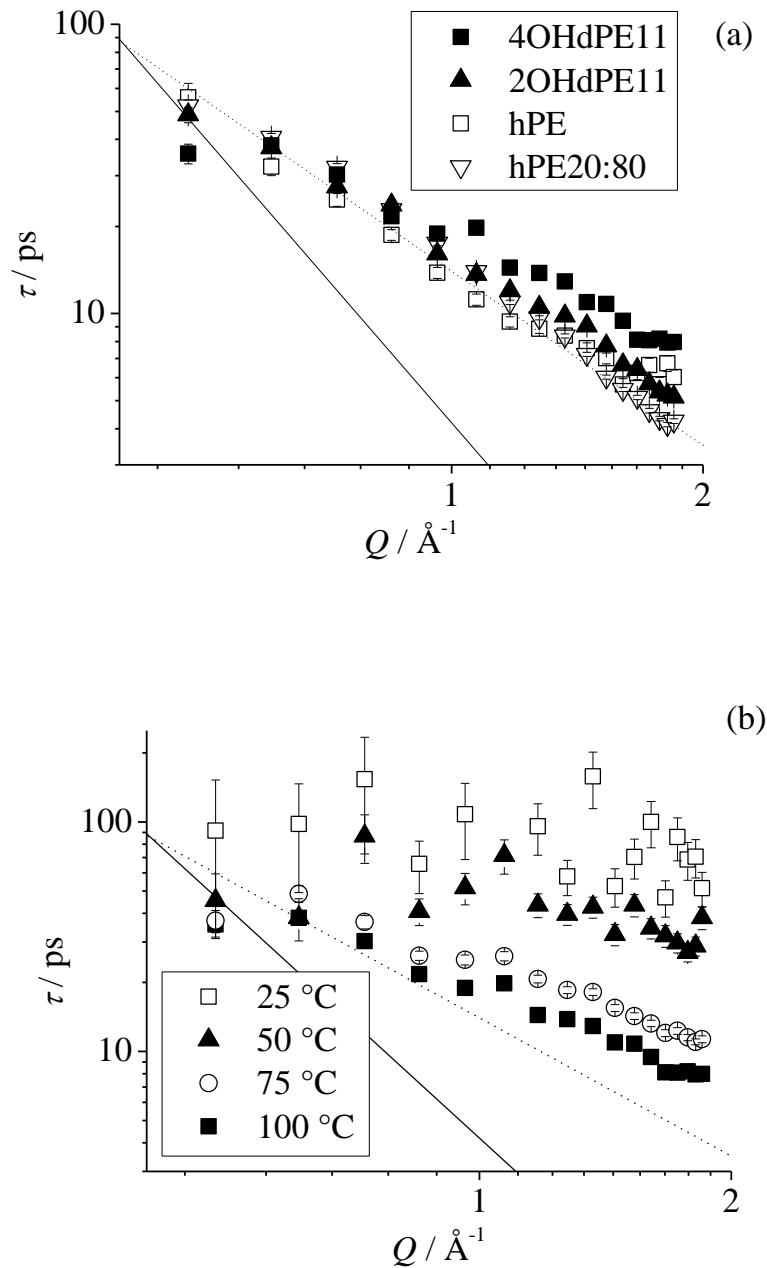 (a)
100
10
τ / ps
4OHdPE11
2OHdPE11
hPE
hPE20:80
1
2
Q / Å⁻¹
(b)
100
10
τ / ps
25 °C
50 °C
75 °C
100 °C
1
2
Q / Å⁻¹